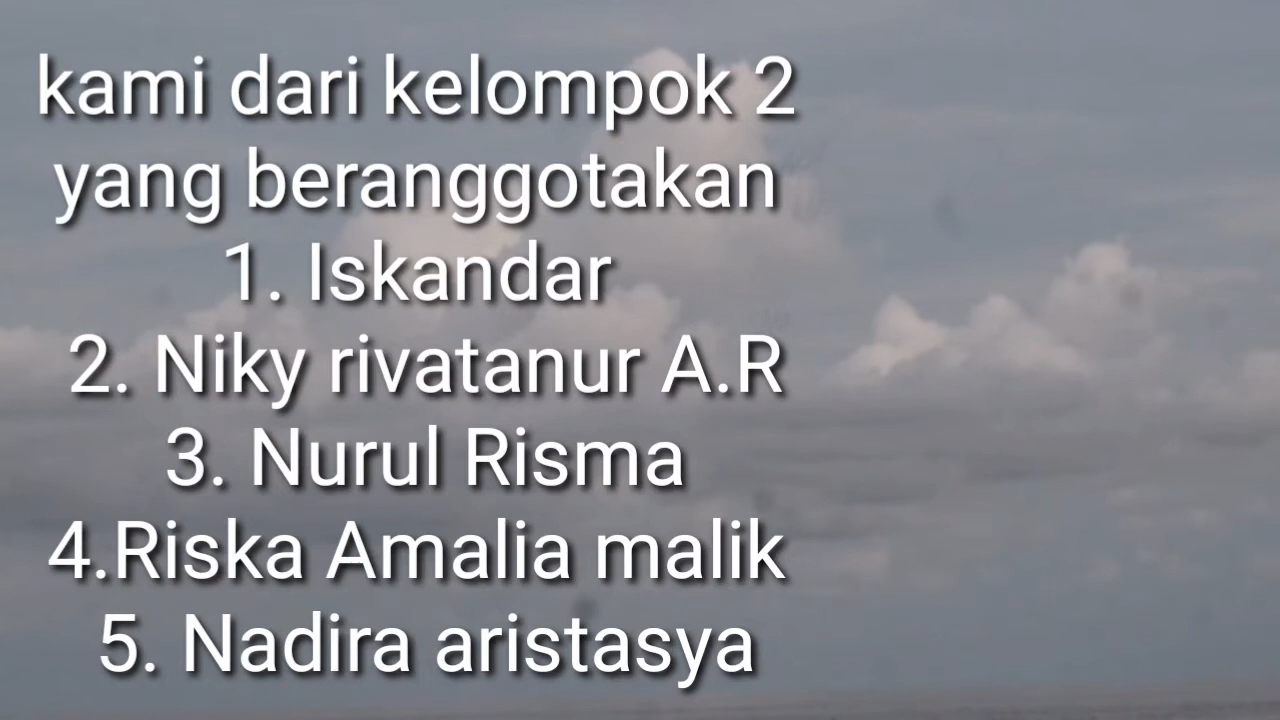 kami dari kelompok 2
yang beranggotakan
1. Iskandar
2. Niky rivatanur A.R
3. Nurul Risma
4.Riska Amalia malik
5. Nadira aristasya